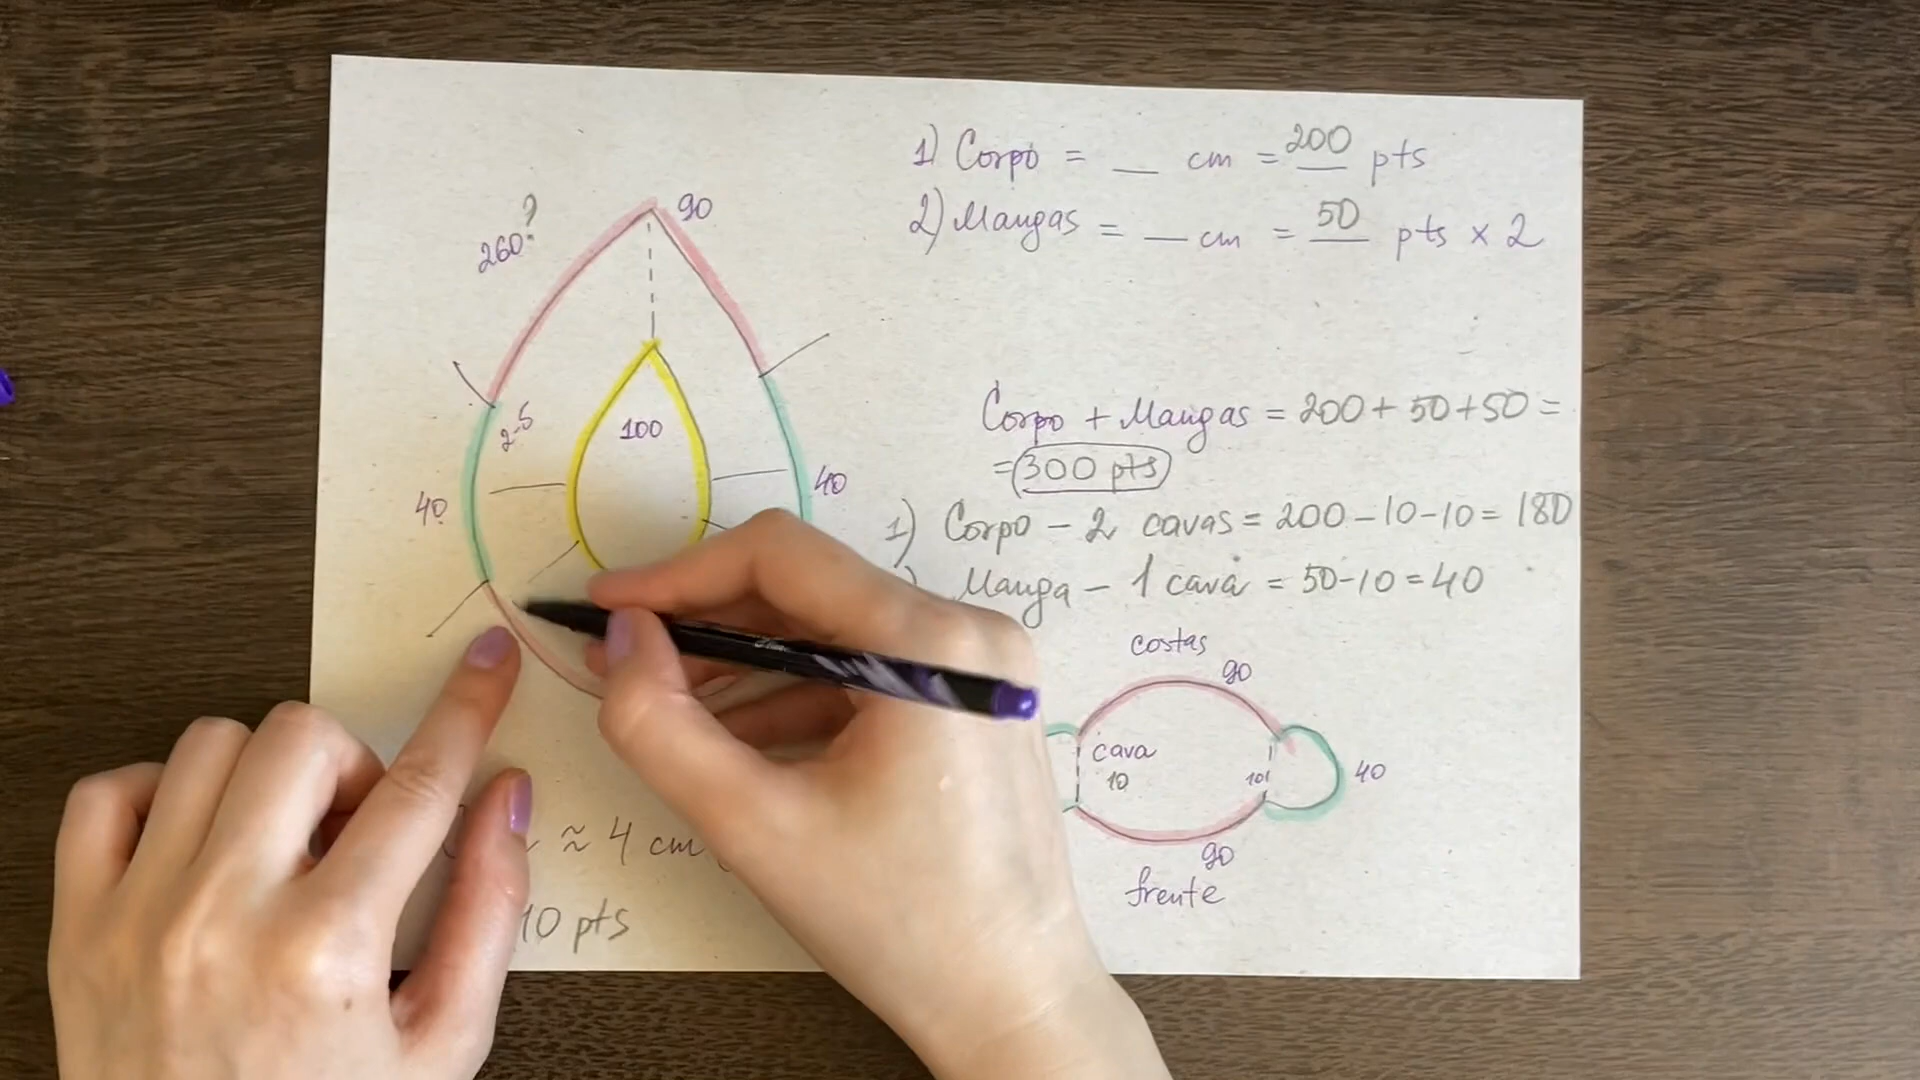 1) Corpo = __ cm = 200 pts
2) Mangas = __ cm = 50 pts x 2
260?
90
2-5
100
40
40
Corpo + Mangas = 200 + 50 + 50 =
= 300 pts
1) Corpo - 2 cavas = 200 - 10 - 10 = 180
) Manga - 1 cava = 50 - 10 = 40
costas
90
cava
10
10
40
90
frente
≈ 4 cm
10 pts